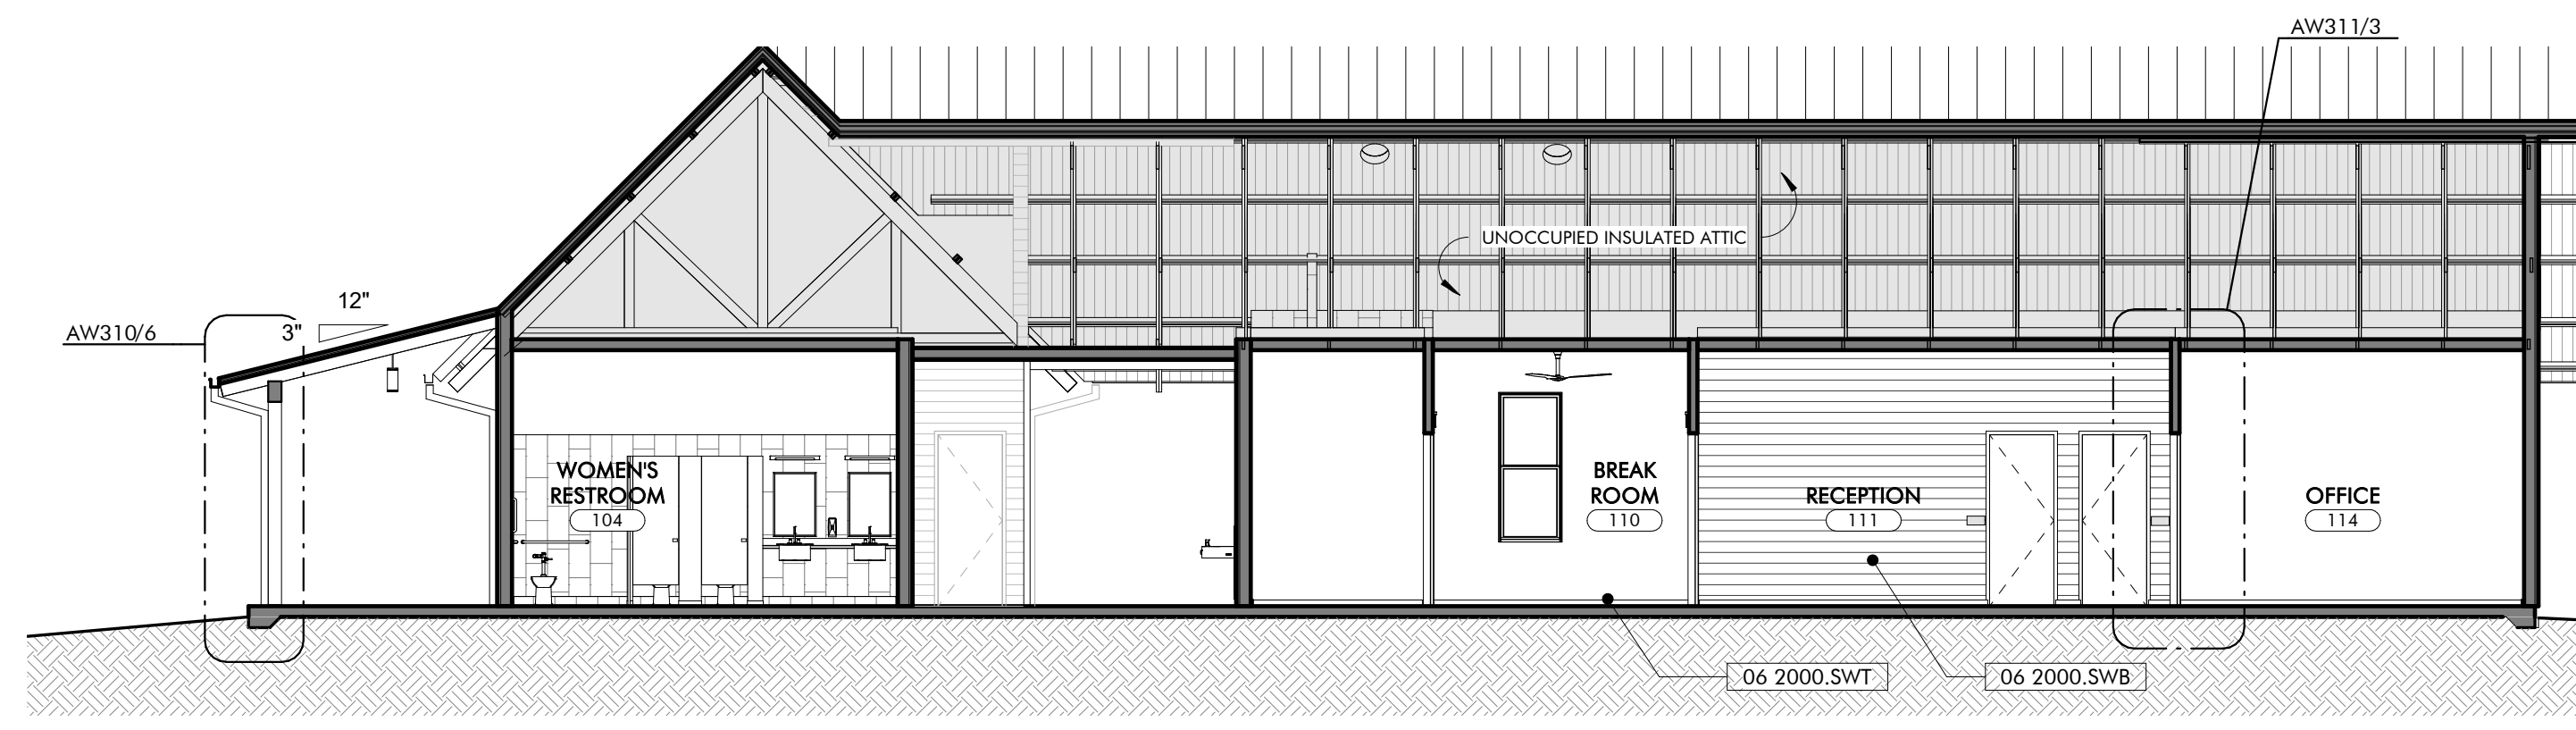 AW311/3
UNOCCUPIED INSULATED ATTIC
12"
3"
AW310/6
WOMEN'S
RESTROOM
104
BREAK
ROOM
110
RECEPTION
111
OFFICE
114
06 2000.SWT
06 2000.SWB